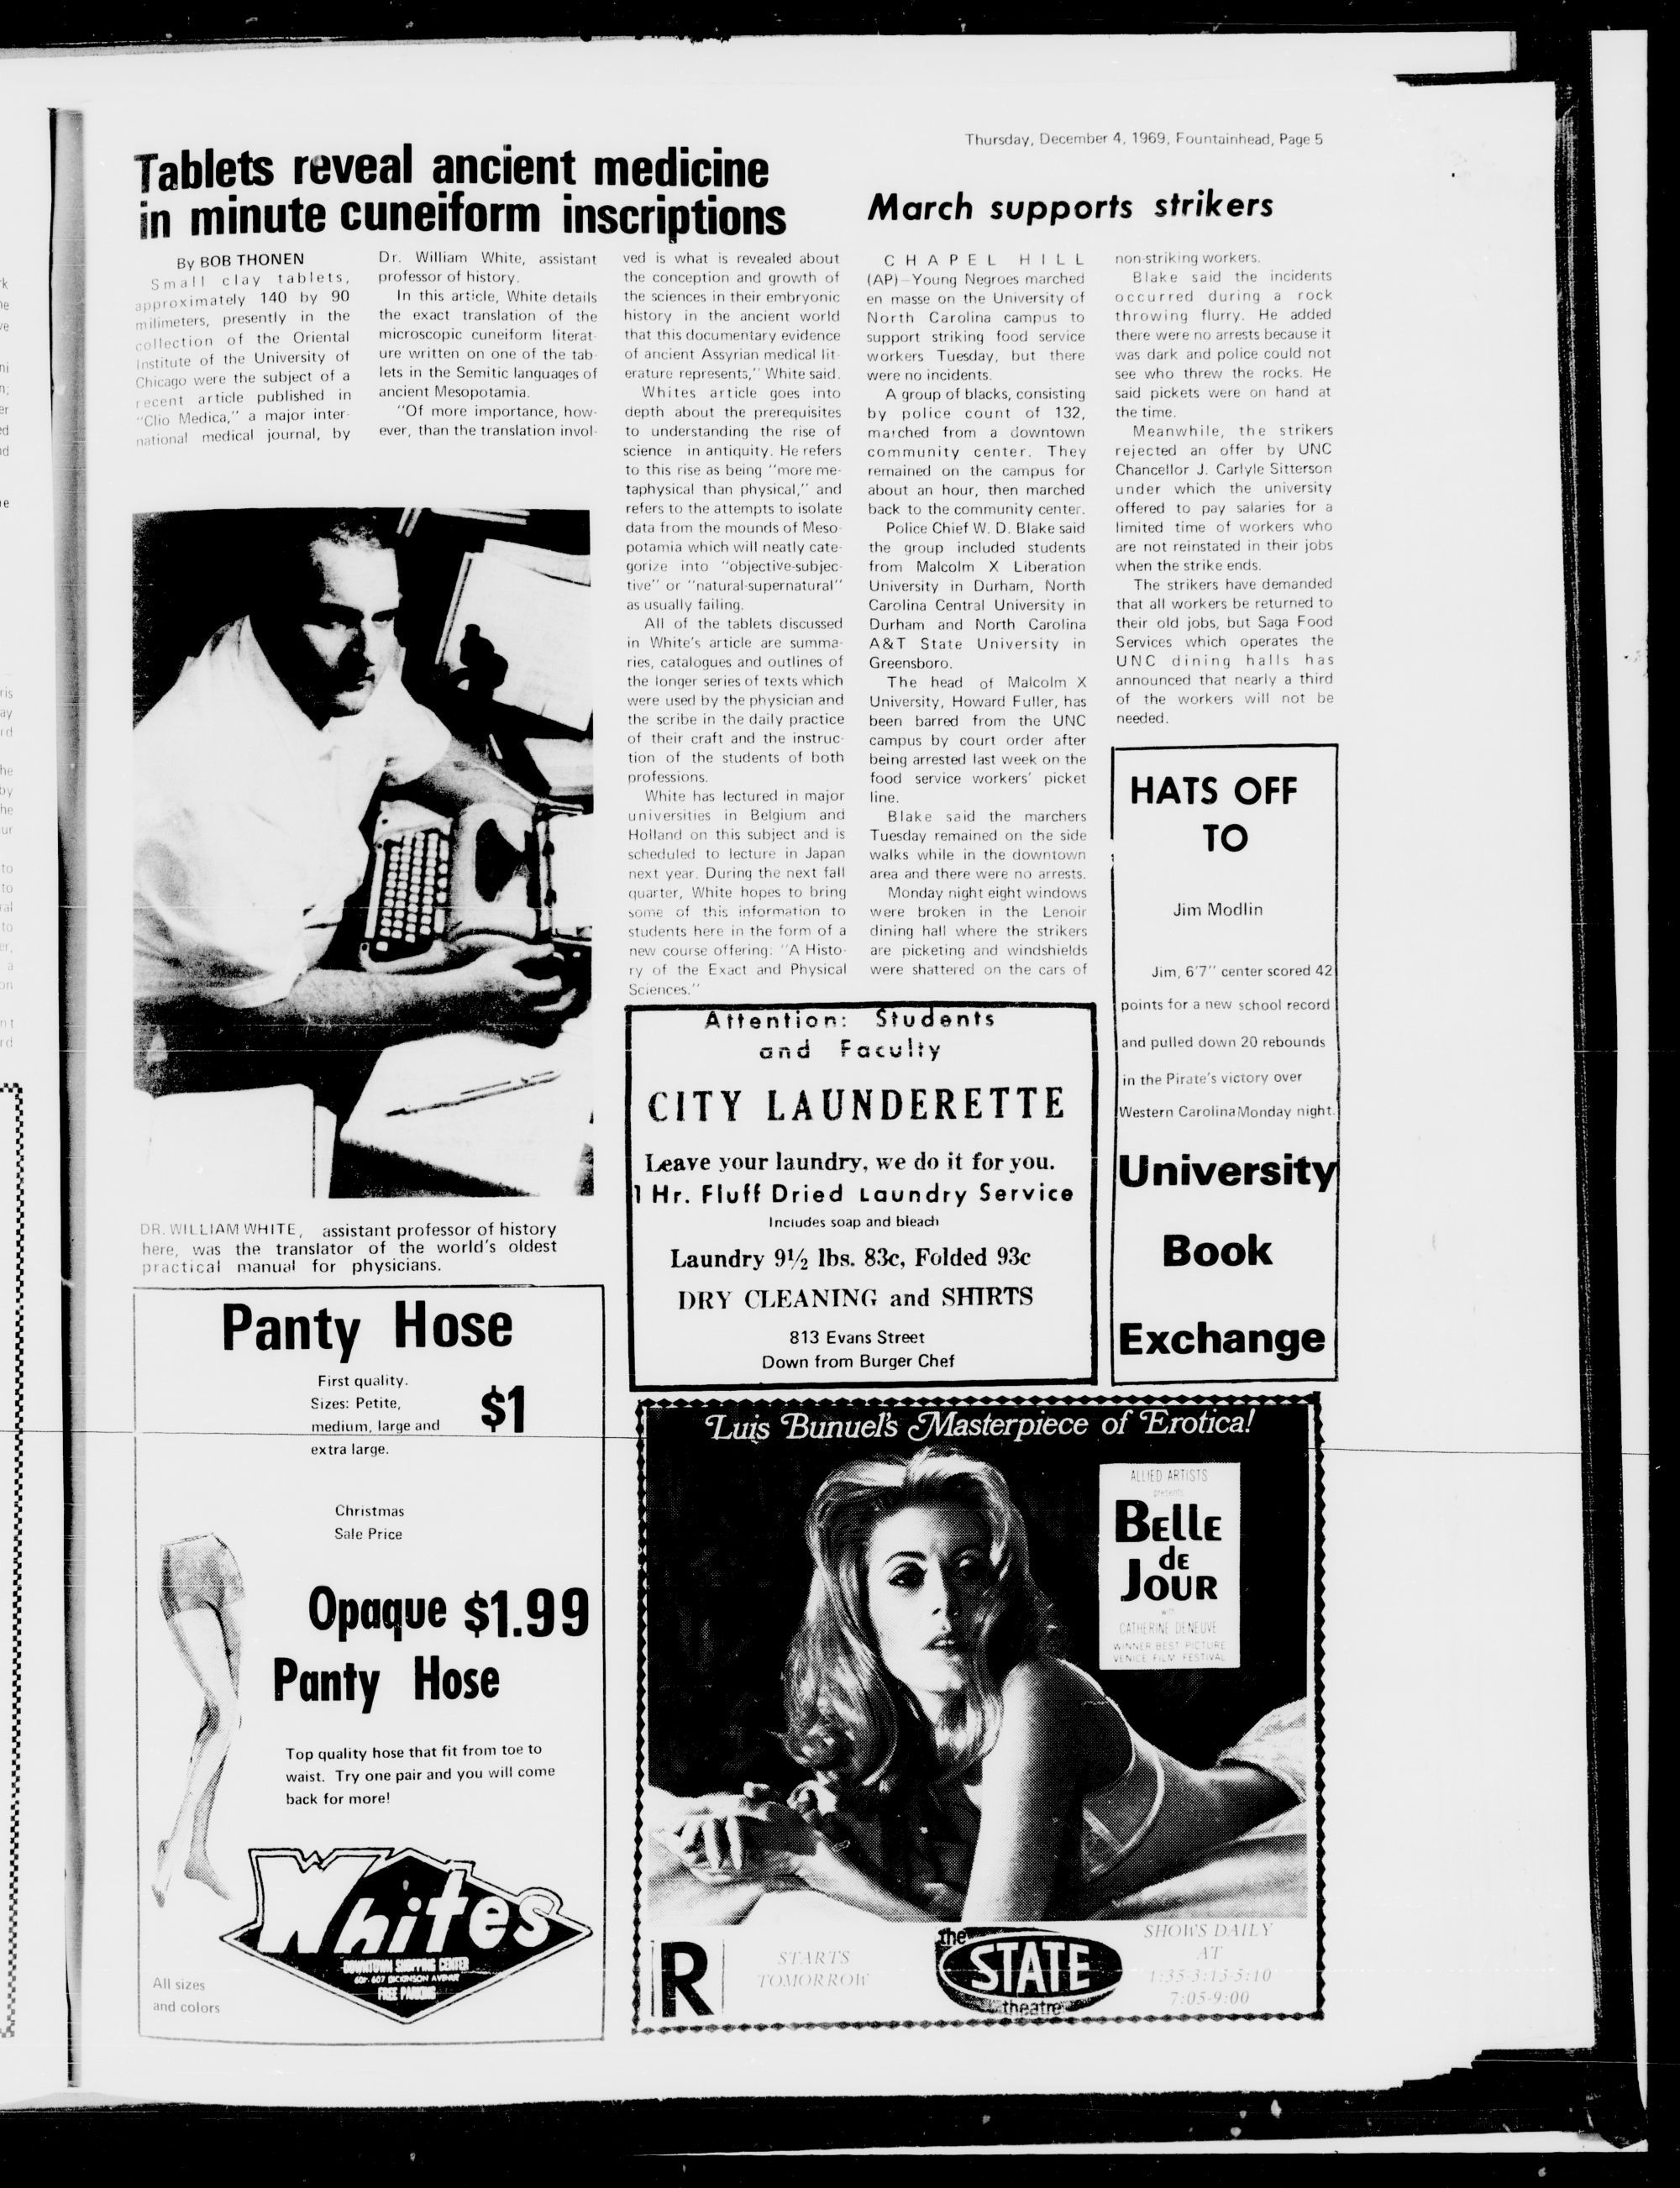 Thursday, December 4, 1969, Fountainhead, Page 5
Tablets reveal ancient medicine
in minute cuneiform inscriptions
By BOB THONEN
Small clay tablets,
approximately 140 by 90
milimeters, presently in the
collection of the Oriental
Institute of the University of
Chicago were the subject of a
recent article published in
"Clio Medica," a major inter-
national medical journal, by
Dr. William White, assistant
professor of history.
In this article, White details
the exact translation of the
microscopic cuneiform literat-
ure written on one of the tab-
lets in the Semitic languages of
ancient Mesopotamia.
"Of more importance, how-
ever, than the translation invol-
ved is what is revealed about
the conception and growth of
the sciences in their embryonic
history in the ancient world
that this documentary evidence
of ancient Assyrian medical lit-
erature represents," White said.
Whites article goes into
depth about the prerequisites
to understanding the rise of
science in antiquity. He refers
to this rise as being "more me-
taphysical than physical," and
refers to the attempts to isolate
data from the mounds of Meso-
potamia which will neatly cate-
gorize into "objective-subjec-
tive" or "natural-supernatural"
as usually failing.
All of the tablets discussed
in White's article are summa-
ries, catalogues and outlines of
the longer series of texts which
were used by the physician and
the scribe in the daily practice
of their craft and the instruc-
tion of the students of both
professions.
White has lectured in major
universities in Belgium and
Holland on this subject and is
scheduled to lecture in Japan
next year. During the next fall
quarter, White hopes to bring
some of this information to
students here in the form of a
new course offering: "A Histo-
ry of the Exact and Physical
Sciences."
DR. WILLIAM WHITE, assistant professor of history
here, was the translator of the world's oldest
practical manual for physicians.
March supports strikers
CHAPEL HILL
(AP)—Young Negroes marched
en masse on the University of
North Carolina campus to
support striking food service
workers Tuesday, but there
were no incidents.
A group of blacks, consisting
by police count of 132,
marched from a downtown
community center. They
remained on the campus for
about an hour, then marched
back to the community center.
Police Chief W. D. Blake said
the group included students
from Malcolm X Liberation
University in Durham, North
Carolina Central University in
Durham and North Carolina
A&T State University in
Greensboro.
The head of Malcolm X
University, Howard Fuller, has
been barred from the UNC
campus by court order after
being arrested last week on the
food service workers' picket
line.
Blake said the marchers
Tuesday remained on the side
walks while in the downtown
area and there were no arrests.
Monday night eight windows
were broken in the Lenoir
dining hall where the strikers
are picketing and windshields
were shattered on the cars of
non-striking workers.
Blake said the incidents
occurred during a rock
throwing flurry. He added
there were no arrests because it
was dark and police could not
see who threw the rocks. He
said pickets were on hand at
the time.
Meanwhile, the strikers
rejected an offer by UNC
Chancellor J. Carlyle Sitterson
under which the university
offered to pay salaries for a
limited time of workers who
are not reinstated in their jobs
when the strike ends.
The strikers have demanded
that all workers be returned to
their old jobs, but Saga Food
Services which operates the
UNC dining halls has
announced that nearly a third
of the workers will not be
needed.
HATS OFF
TO
Jim Modlin
Jim, 6'7" center scored 42
points for a new school record
and pulled down 20 rebounds
in the Pirate's victory over
Western Carolina Monday night.
University
Book
Exchange
Attention: Students
and Faculty
CITY LAUNDERETTE
Leave your laundry, we do it for you.
1 Hr. Fluff Dried Laundry Service
Includes soap and bleach
Laundry 9½ lbs. 83c, Folded 93c
DRY CLEANING and SHIRTS
813 Evans Street
Down from Burger Chef
Panty Hose
First quality.
Sizes: Petite,
medium, large and
extra large.
$1
Christmas
Sale Price
Opaque $1.99
Panty Hose
Top quality hose that fit from toe to
waist. Try one pair and you will come
back for more!
Whites
DOWNTOWN SHOPPING CENTER
DICKINSON AVENUE
FREE PARKING
All sizes
and colors
Luis Bunuel's Masterpiece of Erotica!
ALLIED ARTISTS
presents
BELLE
de
JOUR
CATHERINE DENEUVE
WINNER BEST PICTURE
VENICE FILM FESTIVAL
R
STARTS
TOMORROW
the
STATE
theatre
SHOWS DAILY
AT
1:35-3:15-5:10
7:05-9:00